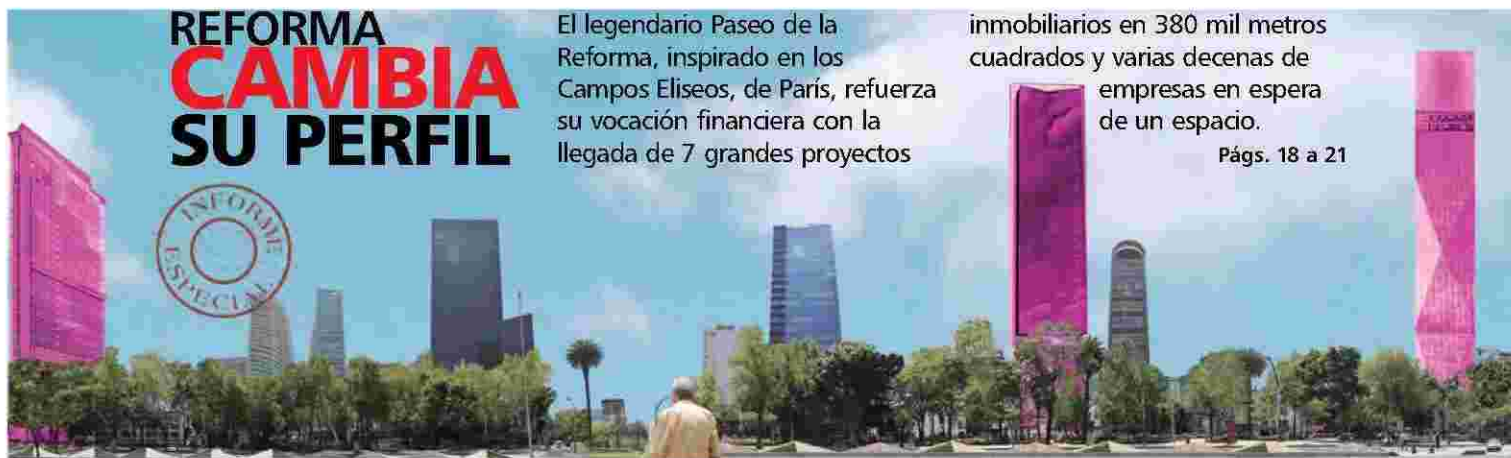 REFORMA
CAMBIA
SU PERFIL
INFORME
ESPECIAL
El legendario Paseo de la
Reforma, inspirado en los
Campos Eliseos, de París, refuerza
su vocación financiera con la
llegada de 7 grandes proyectos
inmobiliarios en 380 mil metros
cuadrados y varias decenas de
empresas en espera
de un espacio.
Págs. 18 a 21